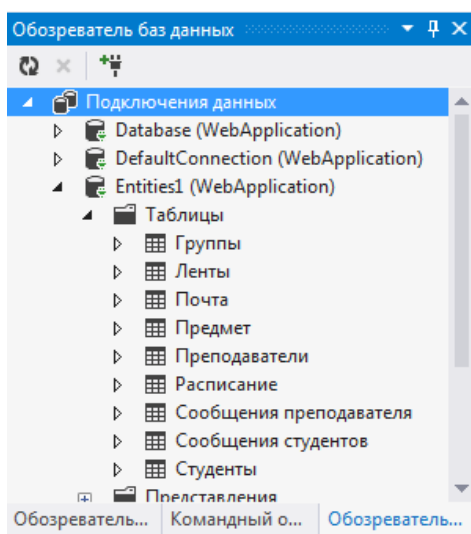 Обозреватель баз данных
Подключения данных
Database (WebApplication)
DefaultConnection (WebApplication)
Entities1 (WebApplication)
Таблицы
Группы
Ленты
Почта
Предмет
Преподаватели
Расписание
Сообщения преподавателя
Сообщения студентов
Студенты
Представления
Обозреватель... Командный о... Обозреватель...